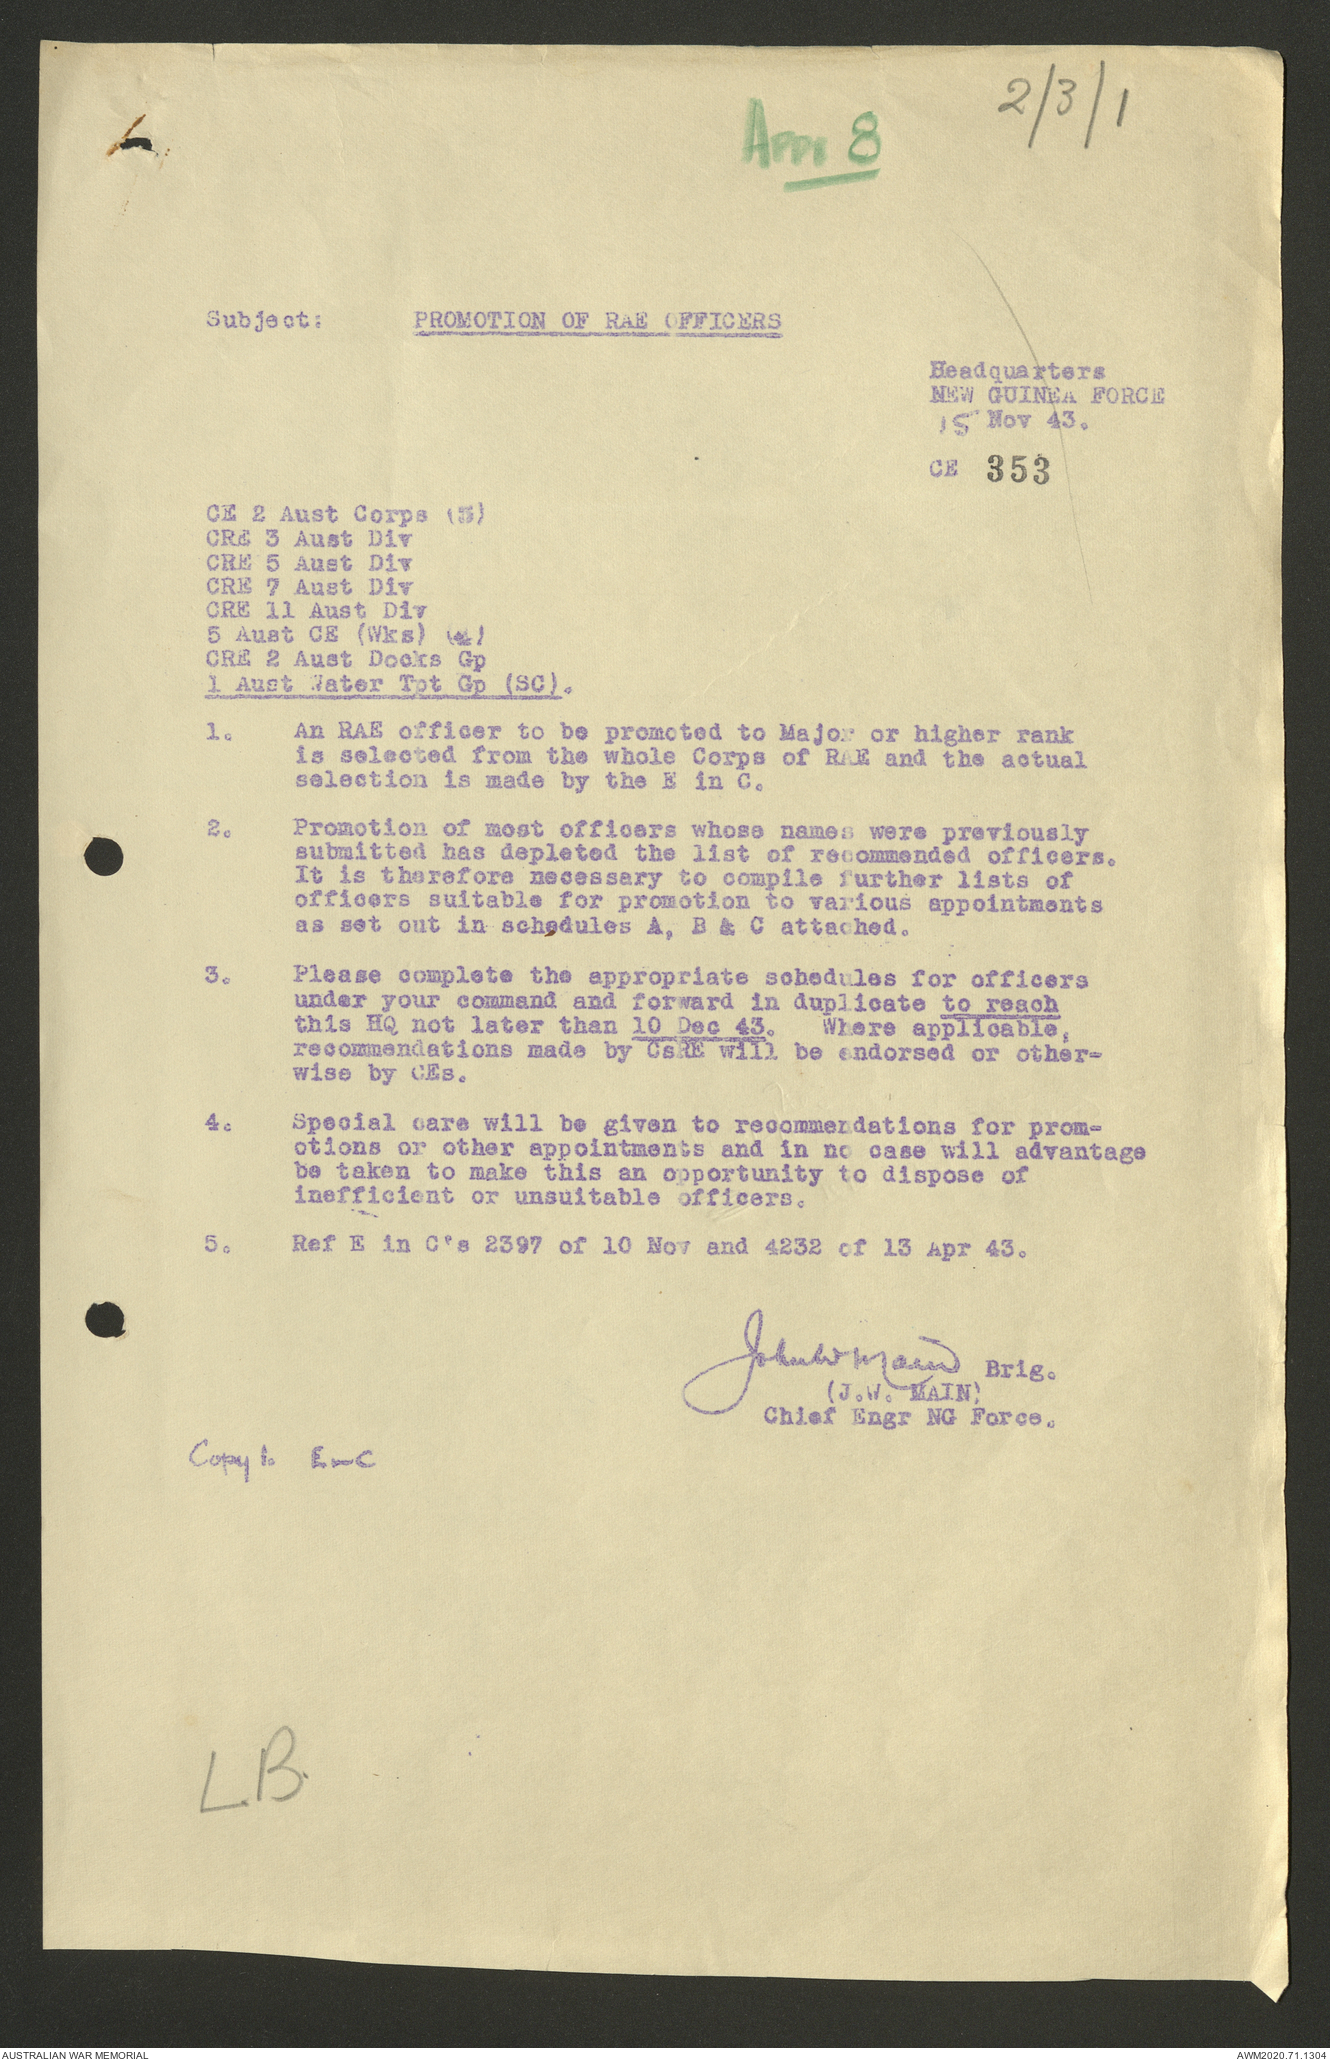 2/3/1
Appx 8
Subject: PROMOTION OF RAE OFFICERS
Headquarters
NEW GUINEA FORCE
15 Nov 43.
CE 353
CE 2 Aust Corps (3)
CRE 3 Aust Div
CRE 5 Aust Div
CRE 7 Aust Div
CRE 11 Aust Div
5 Aust CE (Wks) (4)
CRE 2 Aust Docks Gp
1 Aust Water Tpt Gp (SC).
1. An RAE officer to be promoted to Major or higher rank
is selected from the whole Corps of RAE and the actual
selection is made by the E in C.
2. Promotion of most officers whose names were previously
submitted has depleted the list of recommended officers.
It is therefore necessary to compile further lists of
officers suitable for promotion to various appointments
as set out in schedules A, B & C attached.
3. Please complete the appropriate schedules for officers
under your command and forward in duplicate to reach
this HQ not later than 10 Dec 43. Where applicable,
recommendations made by CsRE will be endorsed or other-
wise by CEs.
4. Special care will be given to recommendations for prom-
otions or other appointments and in no case will advantage
be taken to make this an opportunity to dispose of
inefficient or unsuitable officers.
5. Ref E in C's 2397 of 10 Nov and 4232 of 13 Apr 43.
John W Main Brig.
(J.W. MAIN)
Chief Engr NG Force.
Copy to E in C
L.B.
AUSTRALIAN WAR MEMORIAL
AWM2020.71.1304